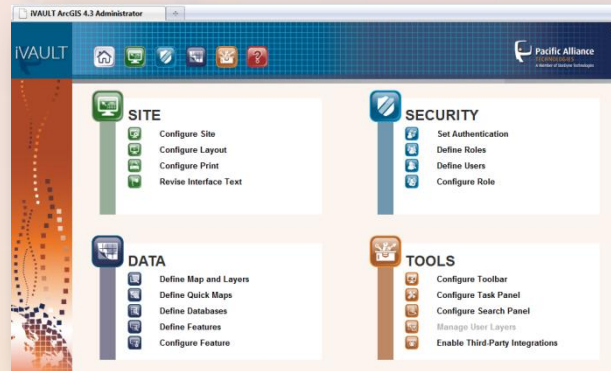 iVAULT ArcGIS 4.3 Administrator
iVAULT
Pacific Alliance
TECHNOLOGIES
SITE
Configure Site
Configure Layout
Configure Print
Revise Interface Text
SECURITY
Set Authentication
Define Roles
Define Users
Configure Role
DATA
Define Map and Layers
Define Quick Maps
Define Databases
Define Features
Configure Feature
TOOLS
Configure Toolbar
Configure Task Panel
Configure Search Panel
Manage User Layers
Enable Third-Party Integrations